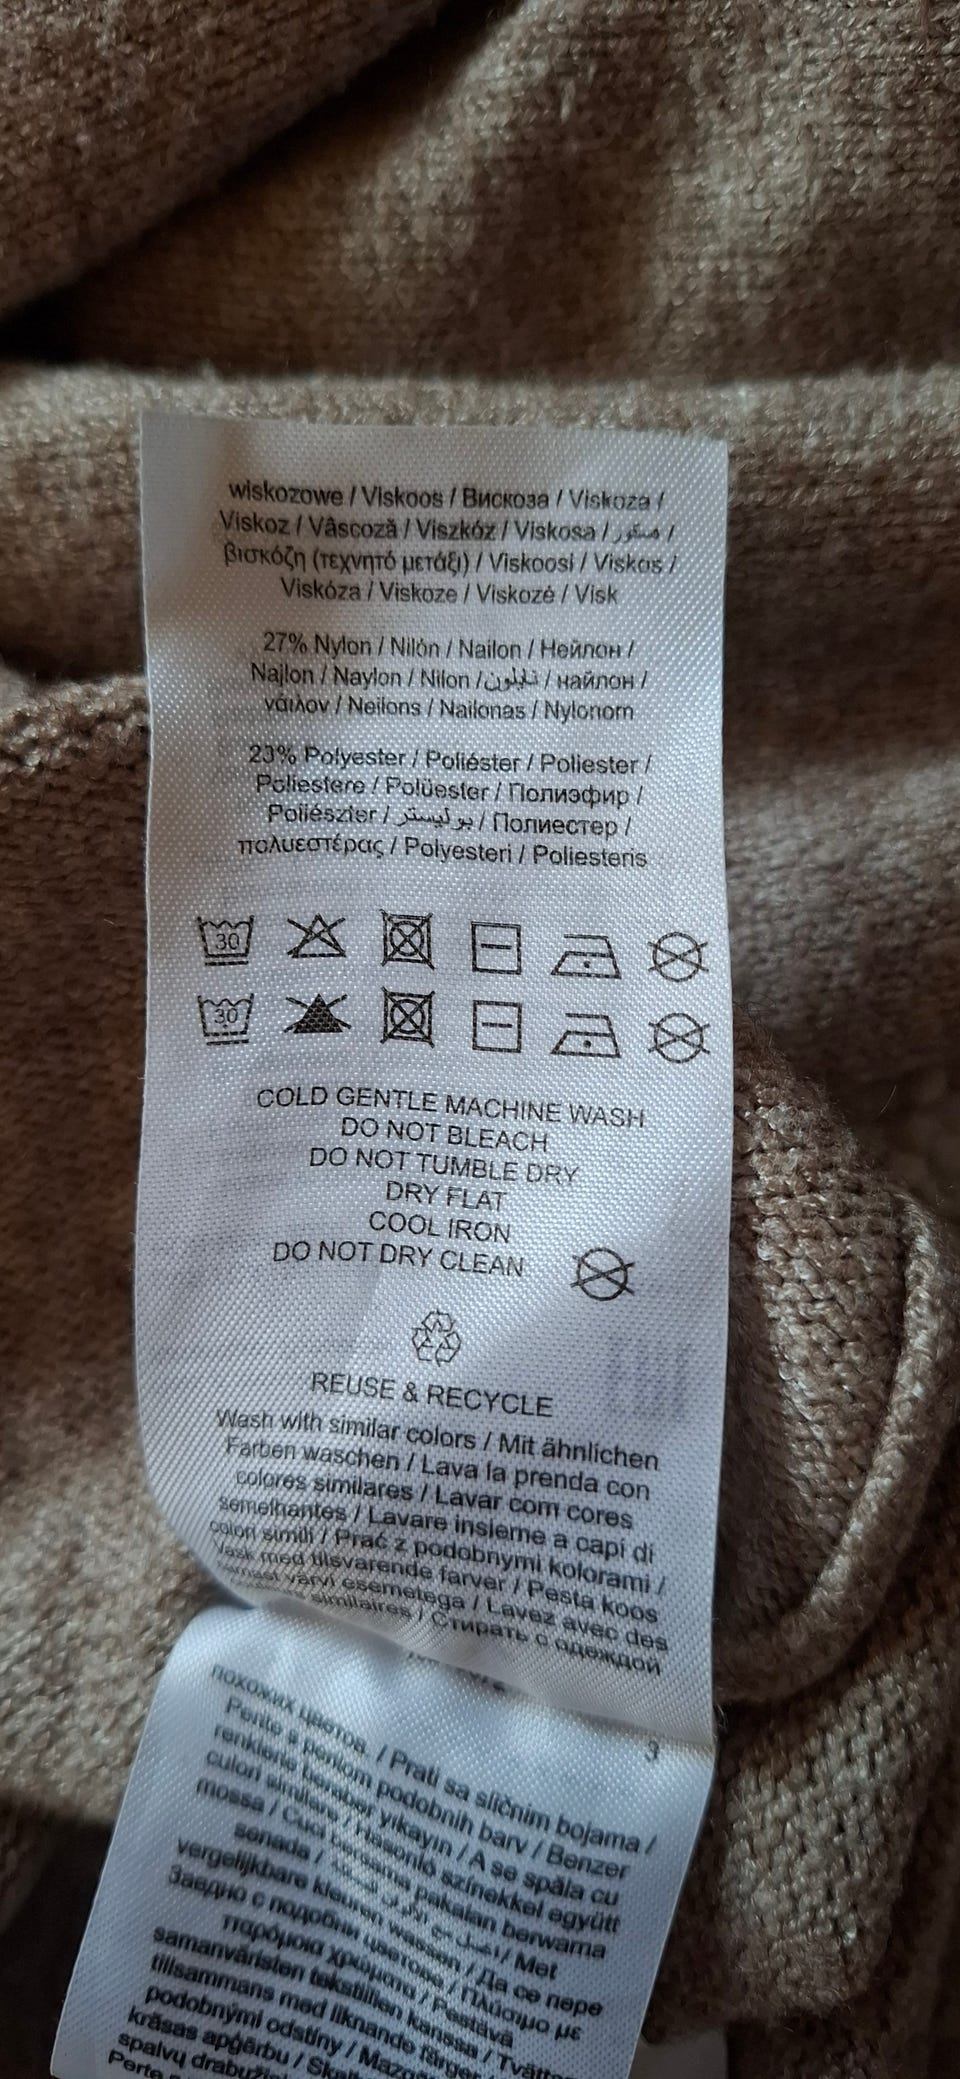 wiskozowe / Viskoos / Вискоза / Viskoza /
Viskoz / Vâscoză / Viszkóz / Viskosa / فسكوز /
βισκόζη (τεχνητό μετάξι) / Viskoosi / Viskos /
Viskóza / Viskoze / Viskozė / Visk
27% Nylon / Nilón / Nailon / Нейлон /
Najlon / Naylon / Nilon / نايلون / найлон /
νάιλον / Neilons / Nailonas / Nylonom
23% Polyester / Poliéster / Poliester /
Poliestere / Polüester / Полиэфир /
Poliészter / بوليستر / Полиестер /
πολυεστέρας / Polyesteri / Poliesteris
30
30
COLD GENTLE MACHINE WASH
DO NOT BLEACH
DO NOT TUMBLE DRY
DRY FLAT
COOL IRON
DO NOT DRY CLEAN
REUSE & RECYCLE
Wash with similar colors / Mit ähnlichen
Farben waschen / Lava la prenda con
colores similares / Lavar com cores
semelhantes / Lavare insieme a capi di
colori simili / Prać z podobnymi kolorami /
Vask med tilsvarende farver / Pesta koos
värvi esemetega / Lavez avec des
similaires / Стирать с одеждой
3
похожих цветов. / Prati sa sličnim bojama /
Perite s perilom podobnih barv / Benzer
renklerle beraber yıkayın / A se spăla cu
culori similare / Hasonló színekkel együtt
mossa / Cuci bersama pakaian berwarna
senada / / Met
vergelijkbare kleuren wassen / Да се пере
Заедно с подобни цветове / Πλύσιμο με
παρόμοια χρώματα / Pestävä
samanväristen tekstiilien kanssa / Tvättas
tillsammans med liknande färger /
podobnými odstíny / Mazgāt
krāsas apģērbu /
spalvų
Perte